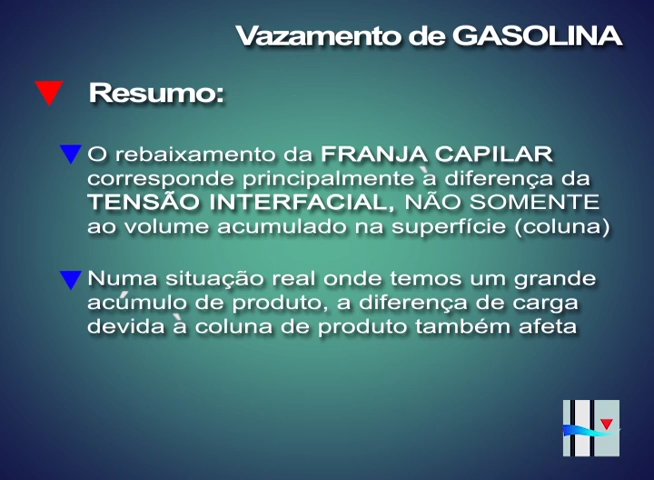 Vazamento de GASOLINA
Resumo:
O rebaixamento da FRANJA CAPILAR
corresponde principalmente à diferença da
TENSÃO INTERFACIAL, NÃO SOMENTE
ao volume acumulado na superfície (coluna)
Numa situação real onde temos um grande
acúmulo de produto, a diferença de carga
devida à coluna de produto também afeta